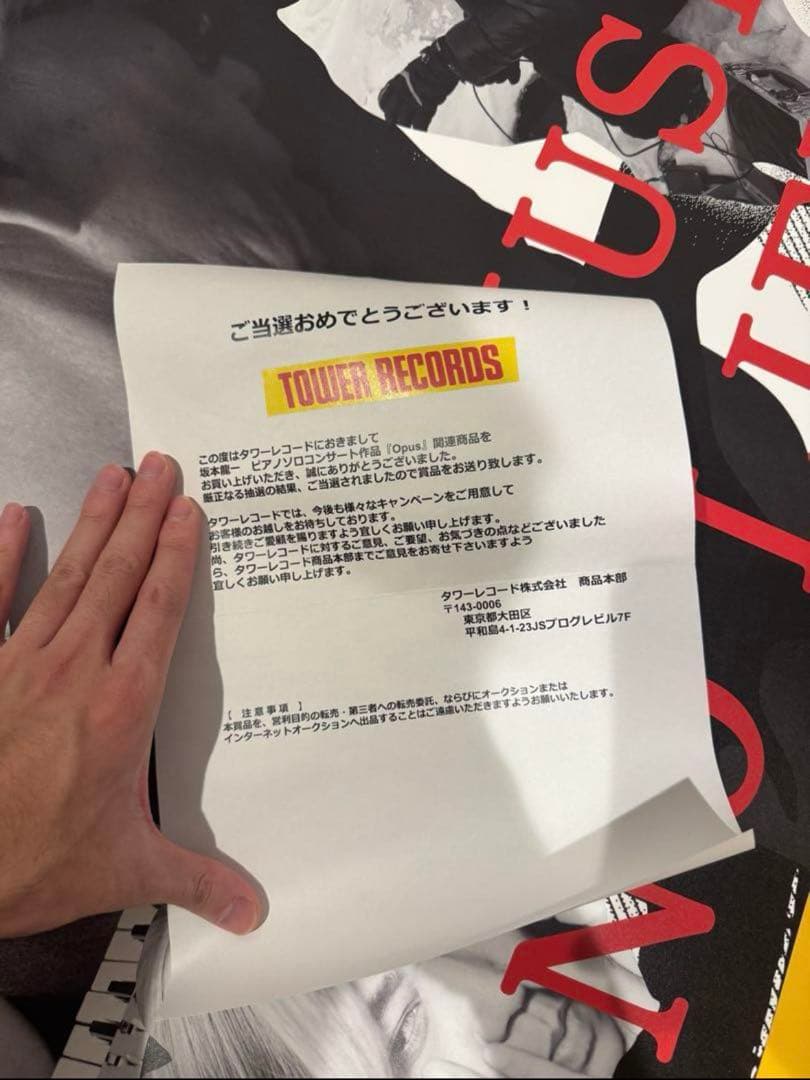 ご当選おめでとうございます！
TOWER RECORDS
この度はタワーレコードにおきまして
坂本龍一　ピアノソロコンサート作品『Opus』関連商品を
お買い上げいただき、誠にありがとうございました。
厳正なる抽選の結果、ご当選されましたので賞品をお送り致します。
タワーレコードでは、今後も様々なキャンペーンをご用意して
お客様のお越しをお待ちしております。
引き続きご愛顧を賜りますよう宜しくお願い申し上げます。
尚、タワーレコードに対するご意見、ご要望、お気づきの点などございました
ら、タワーレコード商品本部までご意見をお寄せ下さいますよう
宜しくお願い申し上げます。
タワーレコード株式会社　商品本部
〒143-0006
東京都大田区
平和島4-1-23JSプログレビル7F
【 注意事項 】
本賞品を、営利目的の転売・第三者への転売委託、ならびにオークションまたは
インターネットオークションへ出品することはご遠慮いただきますようお願いいたします。
NO MUSIC